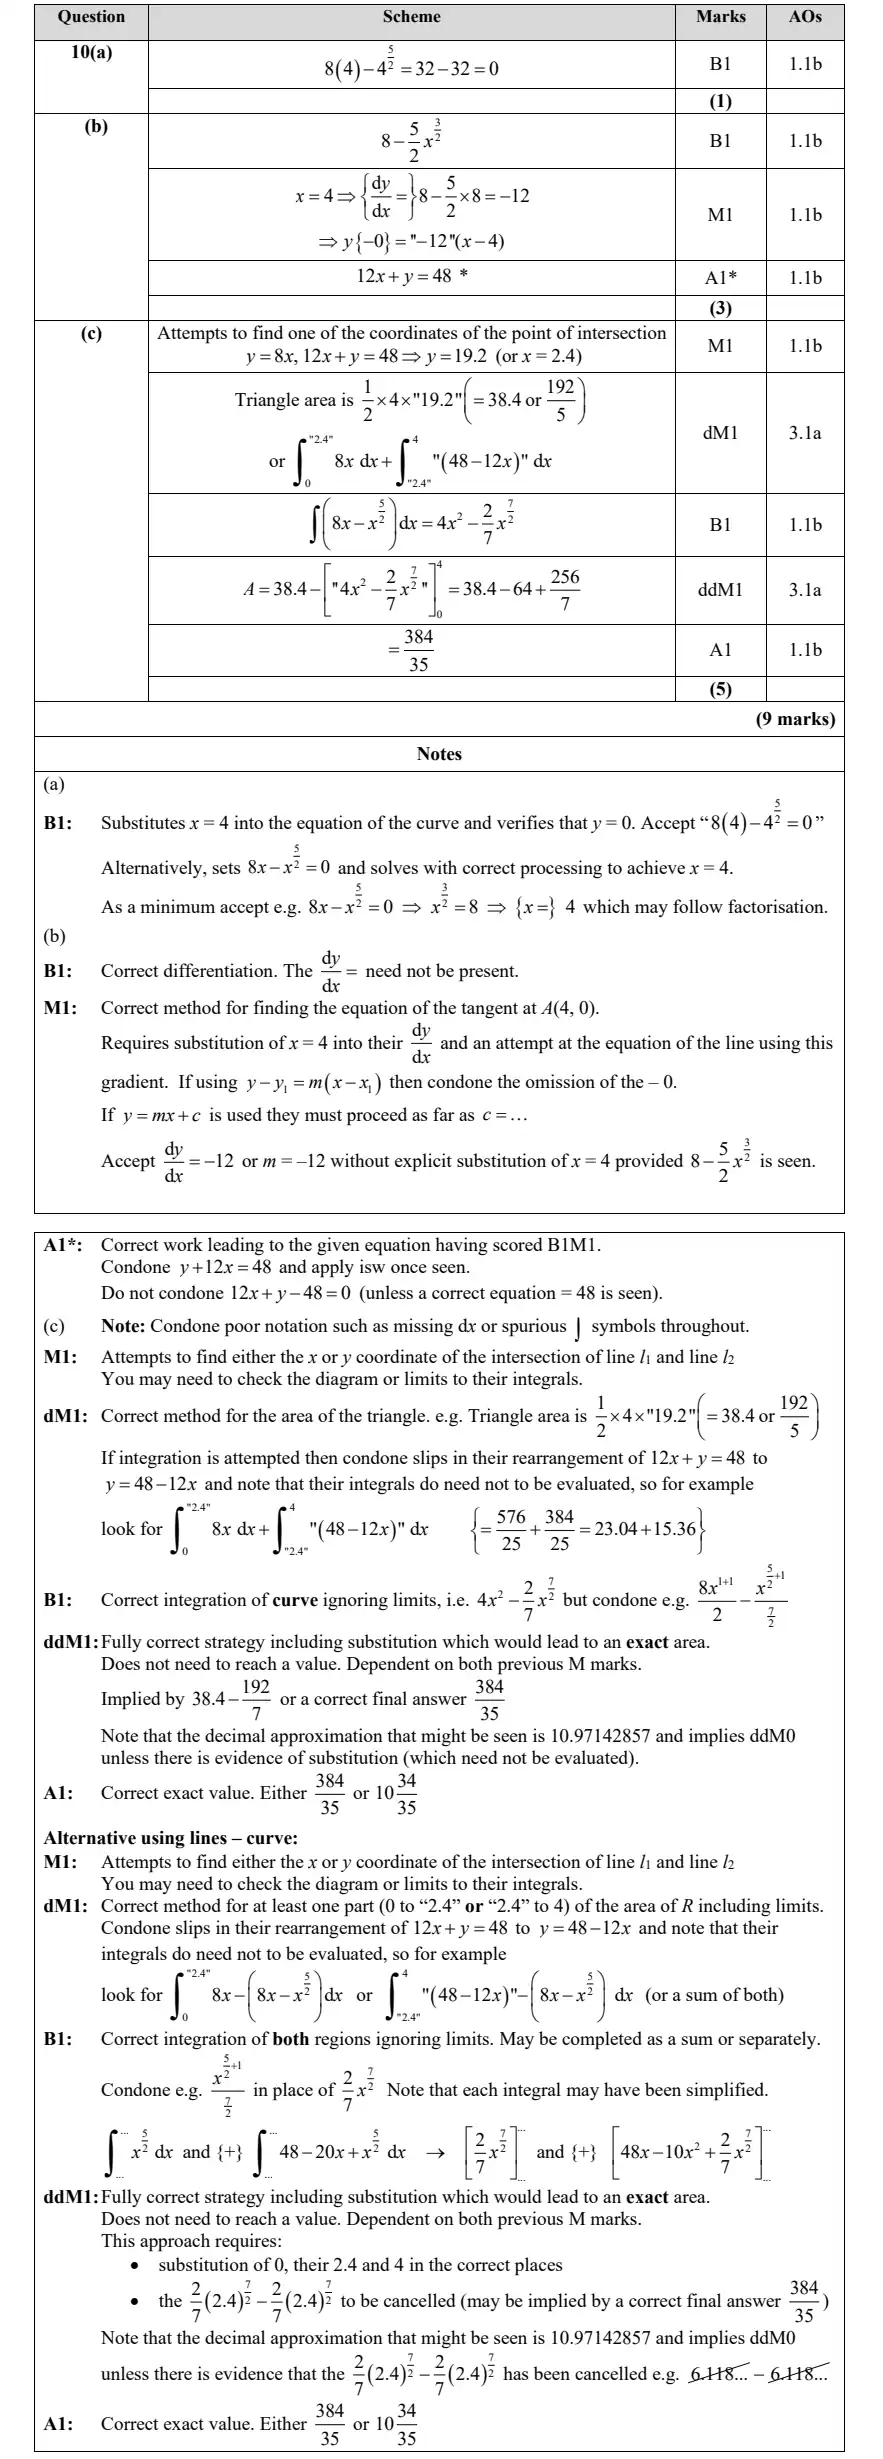 Question Scheme Marks AOs
10(a) 8(4) − 4^(5/2) = 32 − 32 = 0 B1 1.1b
(1)
(b) 8 − (5/2)x^(3/2) B1 1.1b
x = 4 ⇒ {dy/dx =} 8 − (5/2) × 8 = −12
⇒ y{−0} = "−12"(x − 4) M1 1.1b
12x + y = 48 * A1* 1.1b
(3)
(c) Attempts to find one of the coordinates of the point of intersection
y = 8x, 12x + y = 48 ⇒ y = 19.2 (or x = 2.4) M1 1.1b
Triangle area is 1/2 × 4 × "19.2" (= 38.4 or 192/5)
or ∫_0^"2.4" 8x dx + ∫_"2.4"^4 "(48 − 12x)" dx dM1 3.1a
∫(8x − x^(5/2)) dx = 4x² − (2/7)x^(7/2) B1 1.1b
A = 38.4 − ["4x² − (2/7)x^(7/2)"]_0^4 = 38.4 − 64 + 256/7 ddM1 3.1a
= 384/35 A1 1.1b
(5)
(9 marks)
Notes
(a)
B1: Substitutes x = 4 into the equation of the curve and verifies that y = 0. Accept “8(4) − 4^(5/2) = 0”
Alternatively, sets 8x − x^(5/2) = 0 and solves with correct processing to achieve x = 4.
As a minimum accept e.g. 8x − x^(5/2) = 0 ⇒ x^(3/2) = 8 ⇒ {x =} 4 which may follow factorisation.
(b)
B1: Correct differentiation. The dy/dx = need not be present.
M1: Correct method for finding the equation of the tangent at A(4, 0).
Requires substitution of x = 4 into their dy/dx and an attempt at the equation of the line using this
gradient. If using y − y₁ = m(x − x₁) then condone the omission of the – 0.
If y = mx + c is used they must proceed as far as c = …
Accept dy/dx = −12 or m = –12 without explicit substitution of x = 4 provided 8 − (5/2)x^(3/2) is seen.
A1*: Correct work leading to the given equation having scored B1M1.
Condone y + 12x = 48 and apply isw once seen.
Do not condone 12x + y − 48 = 0 (unless a correct equation = 48 is seen).
(c) Note: Condone poor notation such as missing dx or spurious ∫ symbols throughout.
M1: Attempts to find either the x or y coordinate of the intersection of line l₁ and line l₂
You may need to check the diagram or limits to their integrals.
dM1: Correct method for the area of the triangle. e.g. Triangle area is 1/2 × 4 × "19.2" (= 38.4 or 192/5)
If integration is attempted then condone slips in their rearrangement of 12x + y = 48 to
y = 48 − 12x and note that their integrals do need not to be evaluated, so for example
look for ∫_0^"2.4" 8x dx + ∫_"2.4"^4 "(48 − 12x)" dx {= 576/25 + 384/25 = 23.04 + 15.36}
B1: Correct integration of curve ignoring limits, i.e. 4x² − (2/7)x^(7/2) but condone e.g. 8x^(1+1)/2 − x^(5/2+1)/(7/2)
ddM1: Fully correct strategy including substitution which would lead to an exact area.
Does not need to reach a value. Dependent on both previous M marks.
Implied by 38.4 − 192/7 or a correct final answer 384/35
Note that the decimal approximation that might be seen is 10.97142857 and implies ddM0
unless there is evidence of substitution (which need not be evaluated).
A1: Correct exact value. Either 384/35 or 10 34/35
Alternative using lines – curve:
M1: Attempts to find either the x or y coordinate of the intersection of line l₁ and line l₂
You may need to check the diagram or limits to their integrals.
dM1: Correct method for at least one part (0 to “2.4” or “2.4” to 4) of the area of R including limits.
Condone slips in their rearrangement of 12x + y = 48 to y = 48 − 12x and note that their
integrals do need not to be evaluated, so for example
look for ∫_0^"2.4" 8x − (8x − x^(5/2)) dx or ∫_"2.4"^4 "(48 − 12x)" − (8x − x^(5/2)) dx (or a sum of both)
B1: Correct integration of both regions ignoring limits. May be completed as a sum or separately.
Condone e.g. x^(5/2+1)/(7/2) in place of (2/7)x^(7/2) Note that each integral may have been simplified.
∫_…^… x^(5/2) dx and {+} ∫_…^… 48 − 20x + x^(5/2) dx → [(2/7)x^(7/2)]_…^… and {+} [48x − 10x² + (2/7)x^(7/2)]_…^…
ddM1: Fully correct strategy including substitution which would lead to an exact area.
Does not need to reach a value. Dependent on both previous M marks.
This approach requires:
• substitution of 0, their 2.4 and 4 in the correct places
• the (2/7)(2.4)^(7/2) − (2/7)(2.4)^(7/2) to be cancelled (may be implied by a correct final answer 384/35)
Note that the decimal approximation that might be seen is 10.97142857 and implies ddM0
unless there is evidence that the (2/7)(2.4)^(7/2) − (2/7)(2.4)^(7/2) has been cancelled e.g. 6.118... − 6.118...
A1: Correct exact value. Either 384/35 or 10 34/35